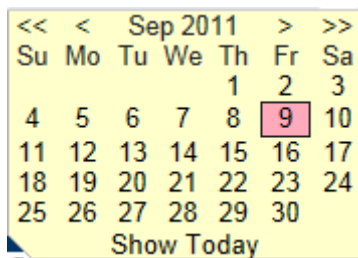 << < Sep 2011 > >>
Su Mo Tu We Th Fr Sa
1 2 3
4 5 6 7 8 9 10
11 12 13 14 15 16 17
18 19 20 21 22 23 24
25 26 27 28 29 30
Show Today